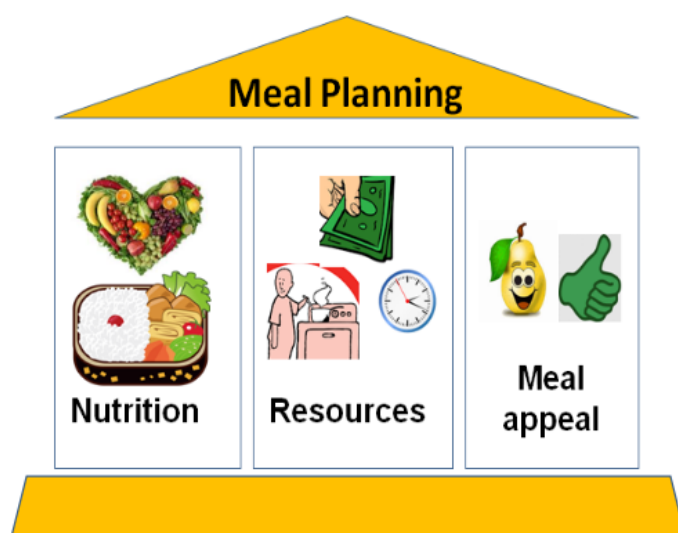 Meal Planning
Nutrition
Resources
Meal
appeal